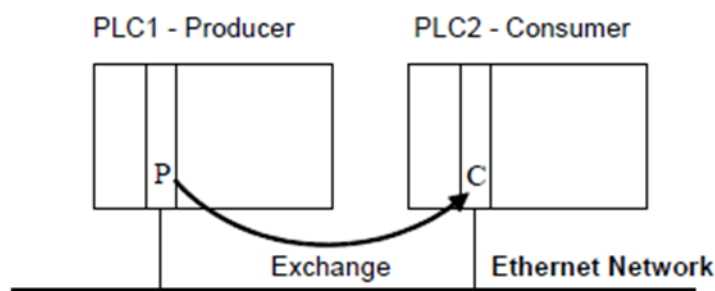 PLC1 - Producer
PLC2 - Consumer
P
C
Exchange
Ethernet Network